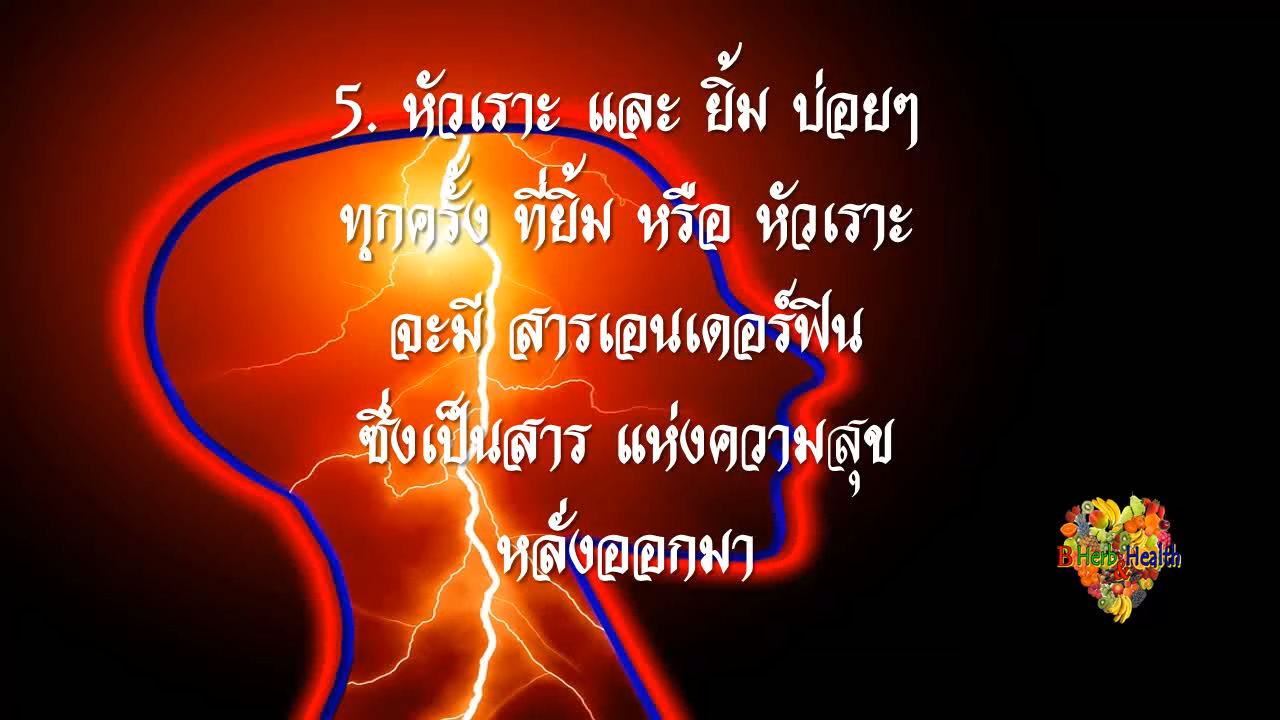 5. หัวเราะ และ ยิ้ม บ่อยๆ
ทุกครั้ง ที่ยิ้ม หรือ หัวเราะ
จะมี สารเอนเดอร์ฟิน
ซึ่งเป็นสาร แห่งความสุข
หลั่งออกมา
B Herb & Health